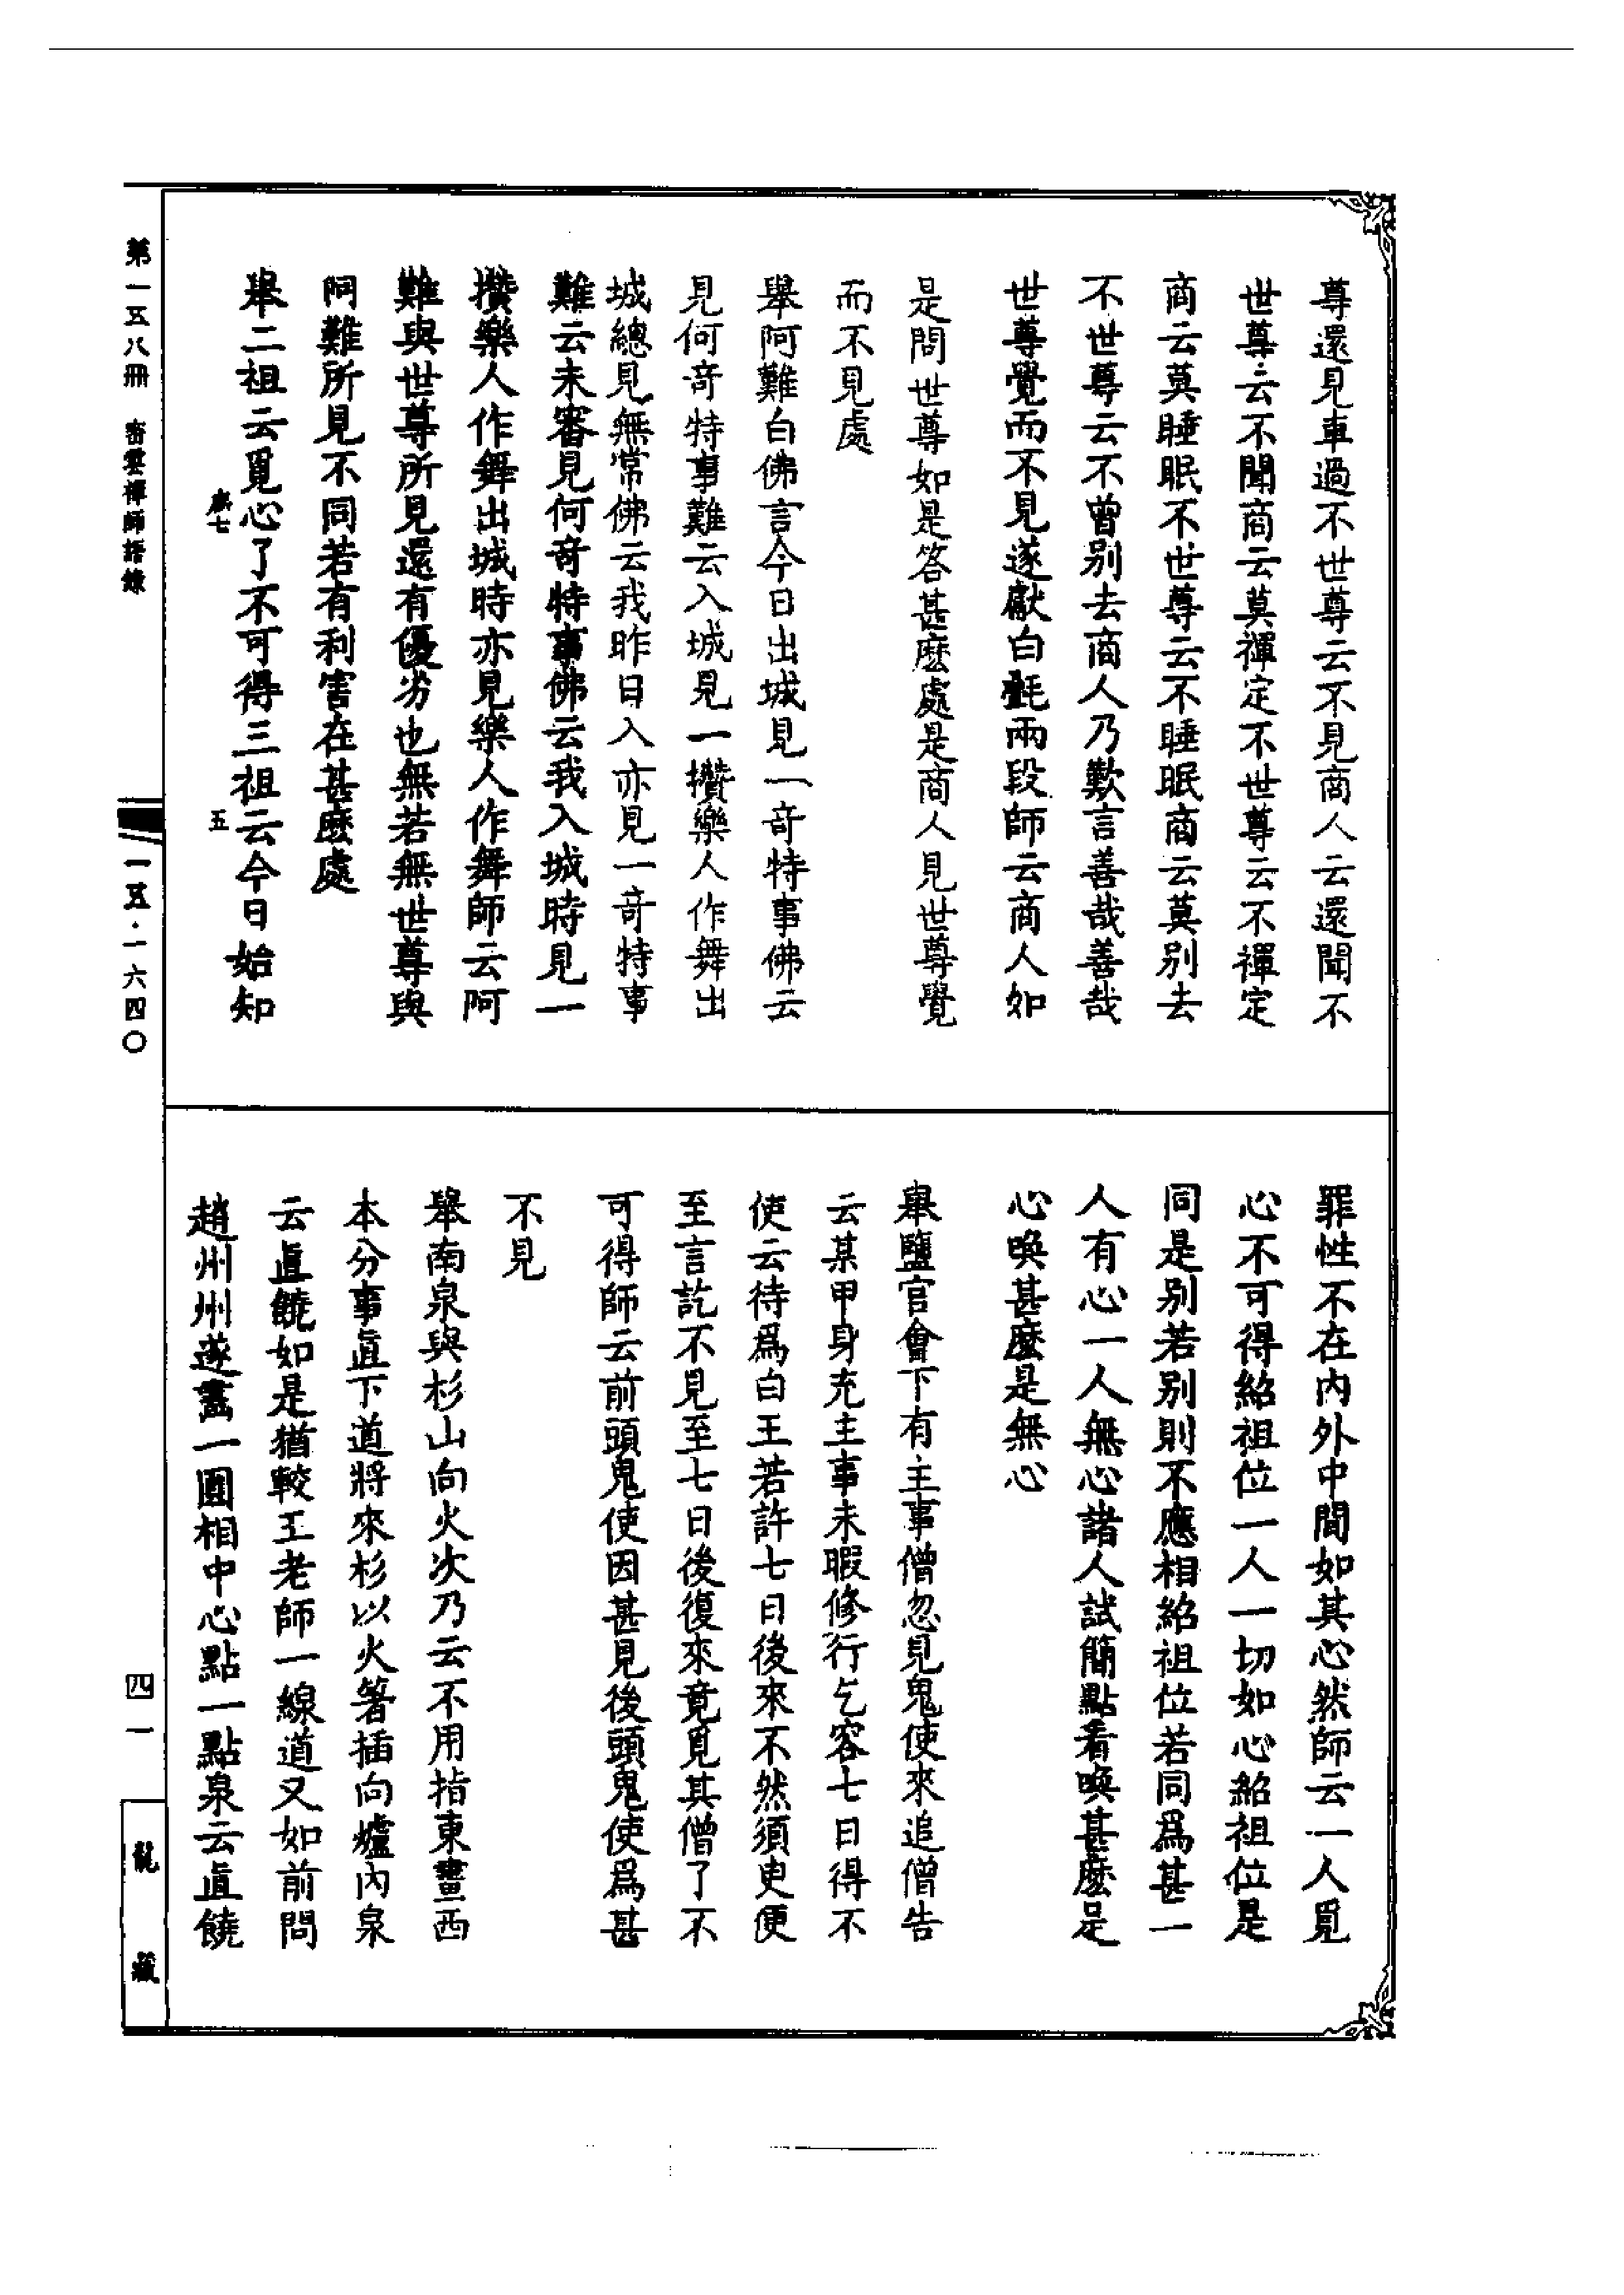 尊還見車過不世尊云不見商人云還聞不
世尊云不聞商云莫禪定不世尊云不禪定
商云莫睡眠不世尊云不睡眠商云莫别去
不世尊云不曾别去商人乃歎言善哉善哉
世尊覺而不見遂獻白氎兩段師云商人如
是問世尊如是答甚麽處是商人見世尊覺
而不見處
舉阿難白佛言今日出城見一奇特事佛云
見何奇特事難云入城見一攢樂人作舞出
城總見無常佛云我昨日入亦見一奇特事
難云未審見何奇特事佛云我入城時見一
攢樂人作舞出城時亦見樂人作舞師云阿
難與世尊所見還有優劣也無若無世尊與
阿難所見不同若有利害在甚麽處
舉二祖云覓心了不可得三祖云今日始知
罪性不在内外中間如其心然師云一人覓
心不可得紹祖位一人一切如心紹祖位是
同是别若别則不應相紹祖位若同爲甚一
人有心一人無心諸人試簡點看喚甚麽是
心喚甚麽是無心
舉鹽官會下有主事僧忽見鬼使來追僧告
云某甲身充主事未暇修行乞容七日得不
使云待爲白王若許七日後來不然須臾便
至言訖不見至七日後復來竟覓其僧了不
可得師云前頭鬼使因甚見後頭鬼使爲甚
不見
舉南泉與杉山向火次乃云不用指東畫西
本分事直下道將來杉以火箸插向爐内泉
云直饒如是猶較王老師一線道又如前問
趙州州遂畫一圓相中心點一點泉云直饒
第一五八冊　密雲禪師語錄
一五五·一六四〇
四一
龍藏